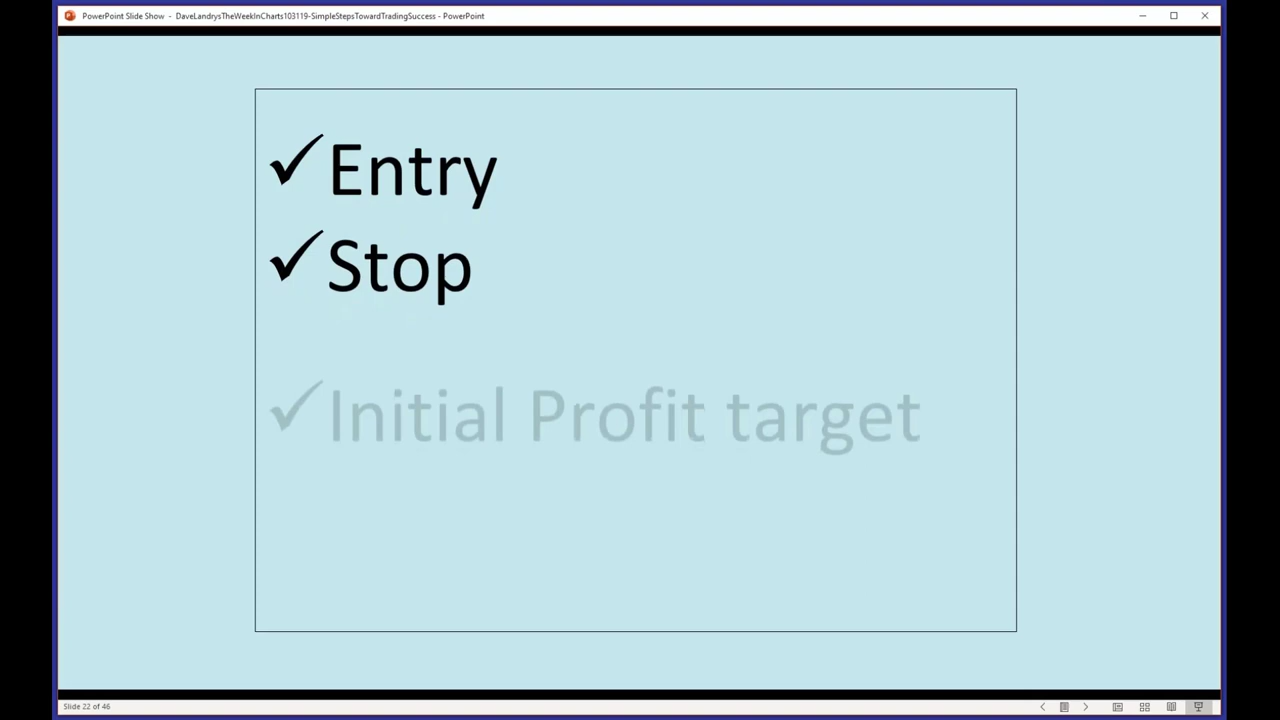 PowerPoint Slide Show - DaveLandrysTheWeekInCharts103119-SimpleStepsTowardTradingSuccess - PowerPoint
✓Entry
✓Stop
✓Initial Profit target
Slide 22 of 46